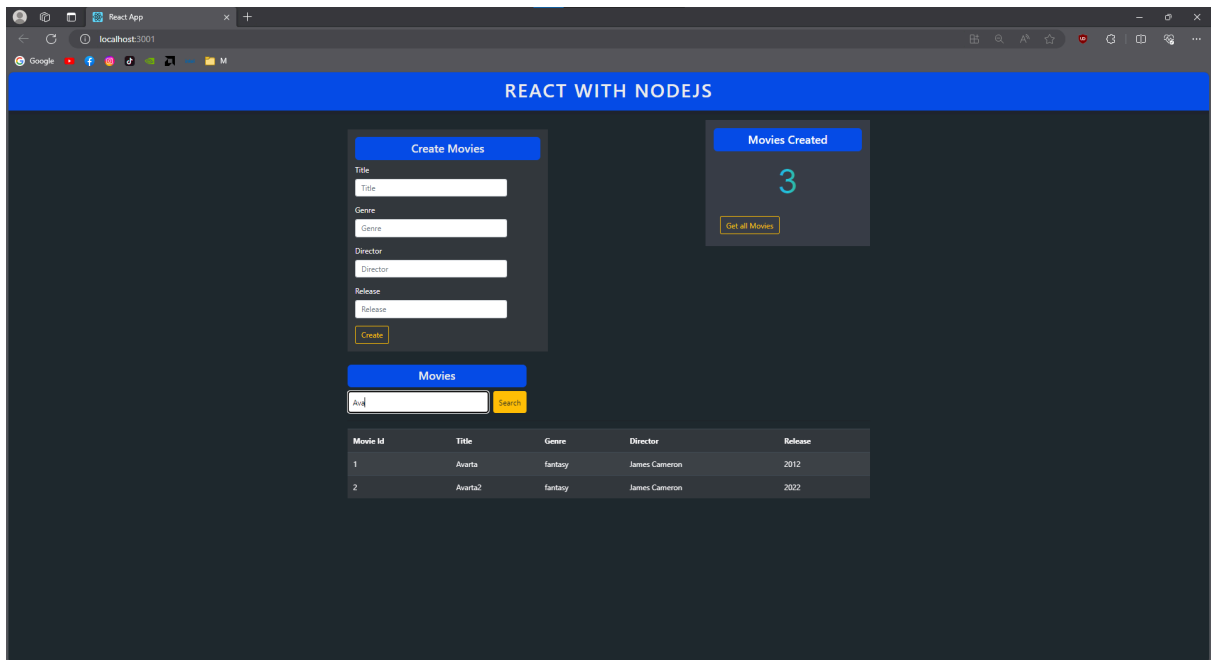 React App
localhost:3001
Google
M
REACT WITH NODEJS
Create Movies
Title
Title
Genre
Genre
Director
Director
Release
Release
Create
Movies Created
3
Get all Movies
Movies
Ava
Search
Movie Id Title Genre Director Release
1 Avarta fantasy James Cameron 2012
2 Avarta2 fantasy James Cameron 2022